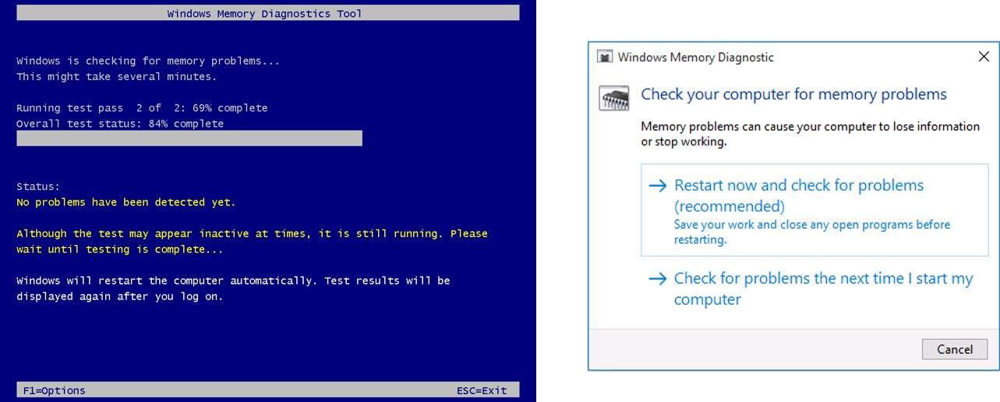 Windows Memory Diagnostics Tool
Windows is checking for memory problems...
This might take several minutes.
Running test pass  2 of  2: 69% complete
Overall test status: 84% complete
Status:
No problems have been detected yet.
Although the test may appear inactive at times, it is still running. Please
wait until testing is complete...
Windows will restart the computer automatically. Test results will be
displayed again after you log on.
F1=Options
ESC=Exit
Windows Memory Diagnostic
Check your computer for memory problems
Memory problems can cause your computer to lose information
or stop working.
Restart now and check for problems
(recommended)
Save your work and close any open programs before
restarting.
Check for problems the next time I start my
computer
Cancel